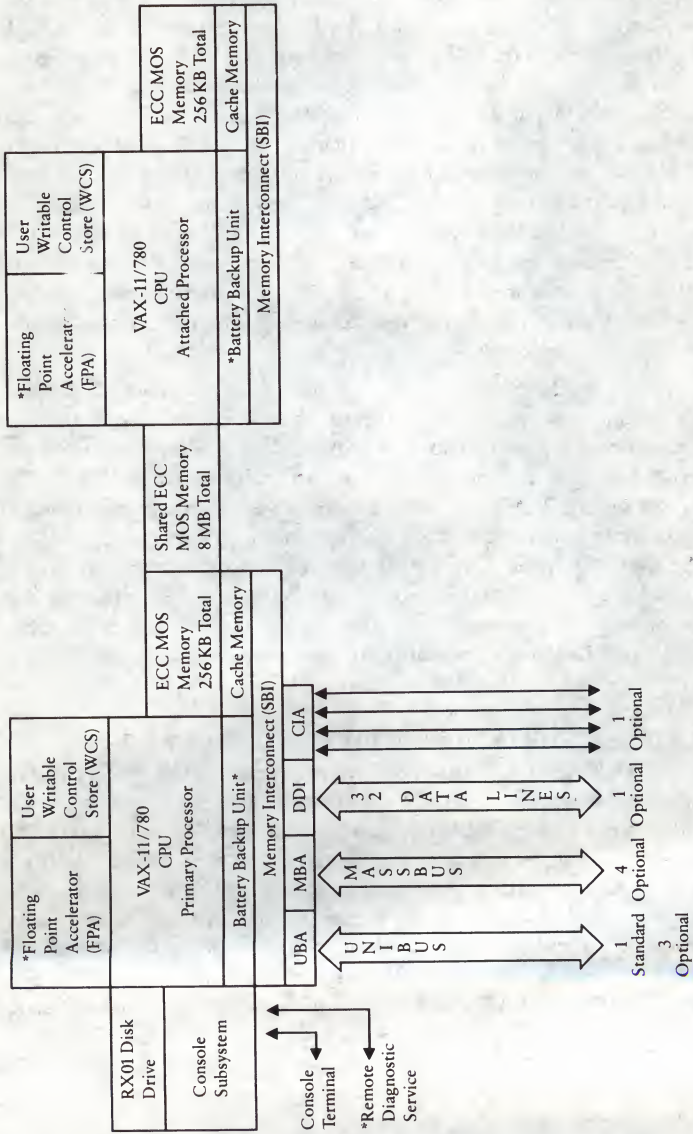 *Floating
Point
Accelerator
(FPA)
User
Writable
Control
Store (WCS)
*Floating
Point
Accelerator
(FPA)
User
Writable
Control
Store (WCS)
RX01 Disk
Drive
VAX-11/780
CPU
Primary Processor
ECC MOS
Memory
256 KB Total
Shared ECC
MOS Memory
8 MB Total
VAX-11/780
CPU
Attached Processor
ECC MOS
Memory
256 KB Total
Console
Subsystem
Battery Backup Unit*
Cache Memory
*Battery Backup Unit
Cache Memory
Memory Interconnect (SBI)
Memory Interconnect (SBI)
UBA
MBA
DDI
CIA
Console
Terminal
*Remote
Diagnostic
Service
UNIBUS
MASSBUS
32 DATA LINES
1
Standard
3
Optional
4
Optional
1
Optional
1
Optional